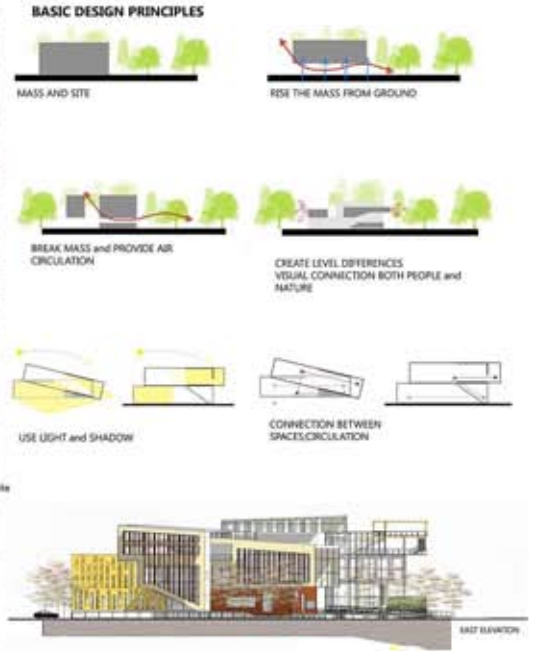 BASIC DESIGN PRINCIPLES
MASS AND SITE
RISE THE MASS FROM GROUND
BREAK MASS and PROVIDE AIR
CIRCULATION
CREATE LEVEL DIFFERENCES
VISUAL CONNECTION BOTH PEOPLE and
NATURE
USE LIGHT and SHADOW
CONNECTION BETWEEN
SPACES;CIRCULATION
EAST ELEVATION